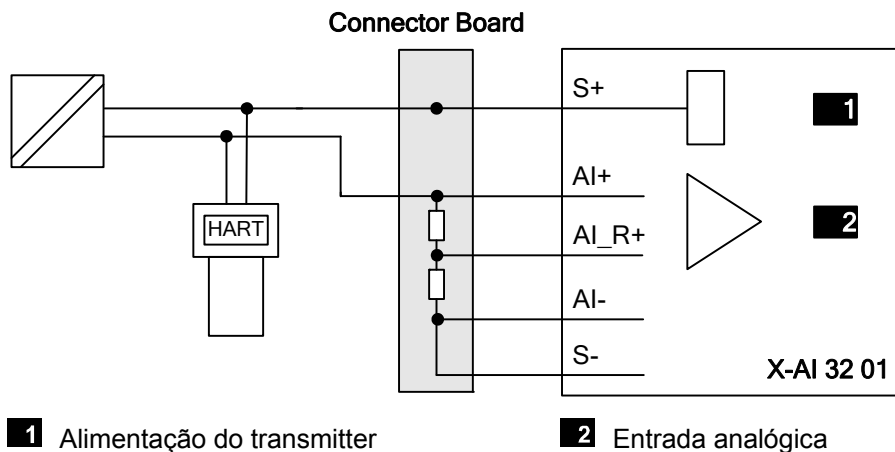 Connector Board
S+
1
AI+
2
HART
AI_R+
AI-
S-
X-AI 32 01
1 Alimentação do transmitter
2 Entrada analógica